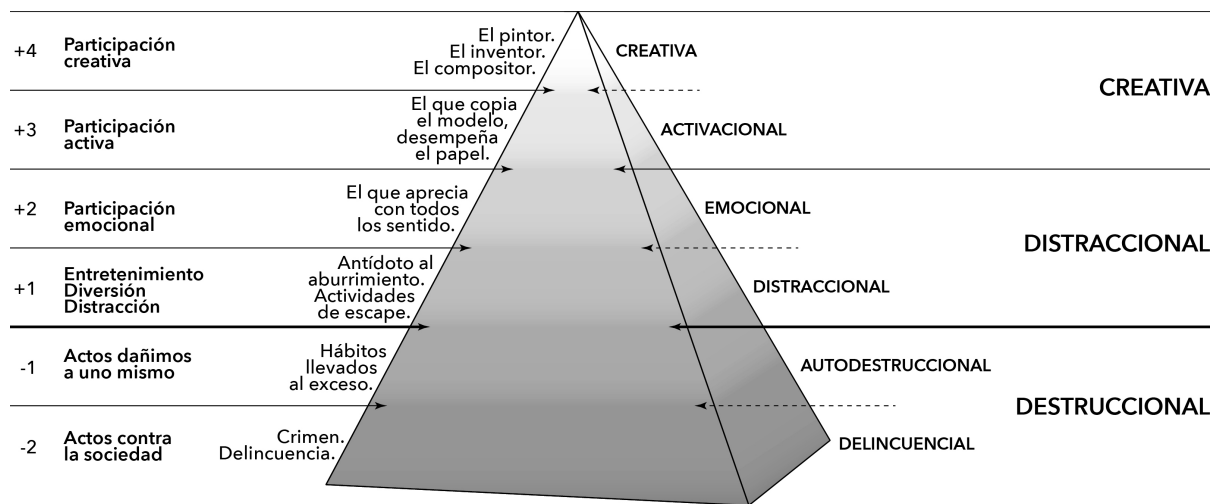 +4
Participación
creativa
El pintor.
El inventor.
El compositor.
CREATIVA
CREATIVA
+3
Participación
activa
El que copia
el modelo,
desempeña
el papel.
ACTIVACIONAL
+2
Participación
emocional
El que aprecia
con todos
los sentido.
EMOCIONAL
DISTRACCIONAL
+1
Entretenimiento
Diversión
Distracción
Antídoto al
aburrimiento.
Actividades
de escape.
DISTRACCIONAL
-1
Actos dañimos
a uno mismo
Hábitos
llevados
al exceso.
AUTODESTRUCCIONAL
DESTRUCCIONAL
-2
Actos contra
la sociedad
Crimen.
Delincuencia.
DELINCUENCIAL